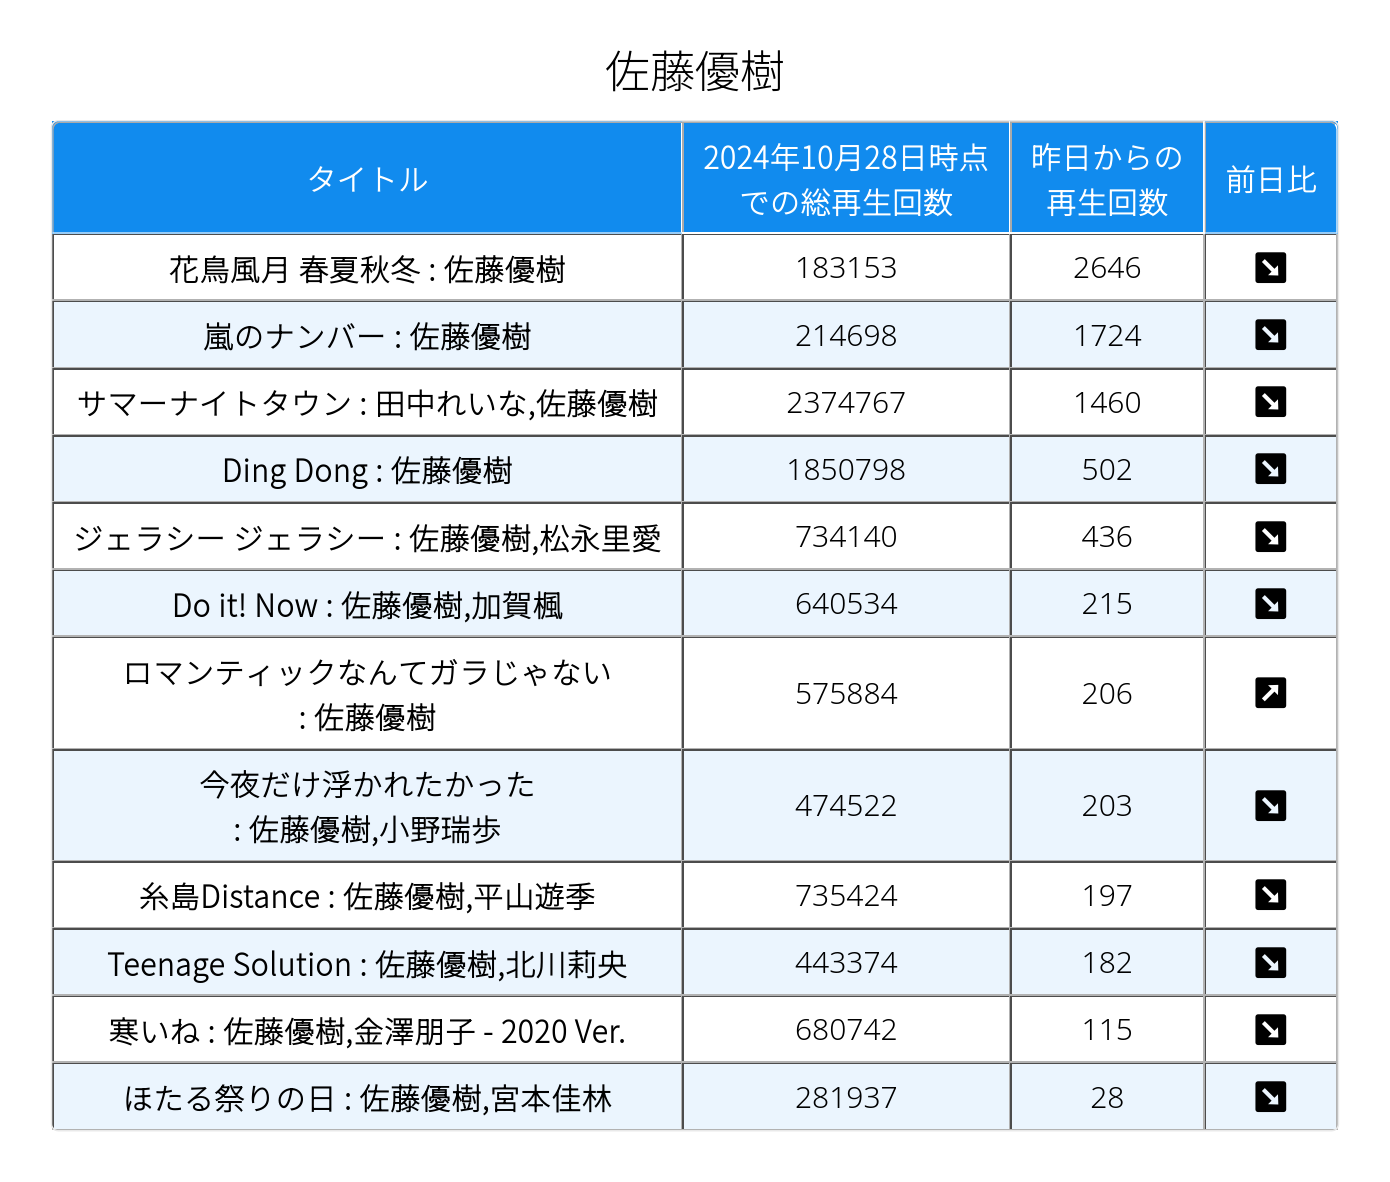 佐藤優樹
タイトル
2024年10月28日時点
での総再生回数
昨日からの
再生回数
前日比
花鳥風月 春夏秋冬 : 佐藤優樹 183153 2646 ↘
嵐のナンバー : 佐藤優樹 214698 1724 ↘
サマーナイトタウン : 田中れいな,佐藤優樹 2374767 1460 ↘
Ding Dong : 佐藤優樹 1850798 502 ↘
ジェラシー ジェラシー : 佐藤優樹,松永里愛 734140 436 ↘
Do it! Now : 佐藤優樹,加賀楓 640534 215 ↘
ロマンティックなんてガラじゃない
: 佐藤優樹 575884 206 ↗
今夜だけ浮かれたかった
: 佐藤優樹,小野瑞歩 474522 203 ↘
糸島Distance : 佐藤優樹,平山遊季 735424 197 ↘
Teenage Solution : 佐藤優樹,北川莉央 443374 182 ↘
寒いね : 佐藤優樹,金澤朋子 - 2020 Ver. 680742 115 ↘
ほたる祭りの日 : 佐藤優樹,宮本佳林 281937 28 ↘